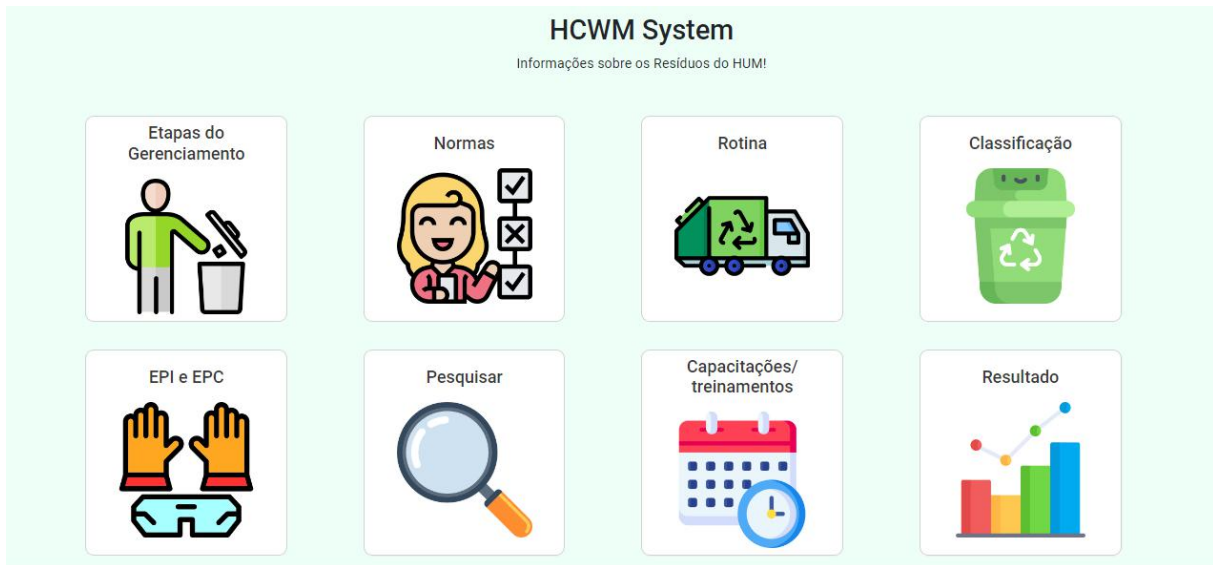 HCWM System
Informações sobre os Resíduos do HUM!
Etapas do
Gerenciamento
Normas
Rotina
Classificação
EPI e EPC
Pesquisar
Capacitações/
treinamentos
Resultado